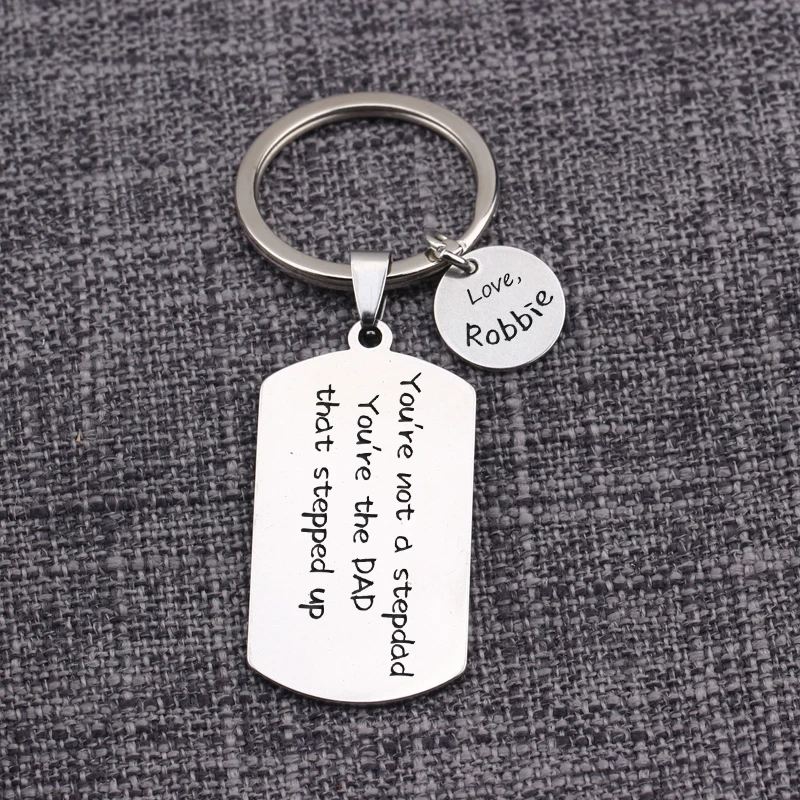 Love,
Robbie
You're not a stepdad
You're the DAD
that stepped up